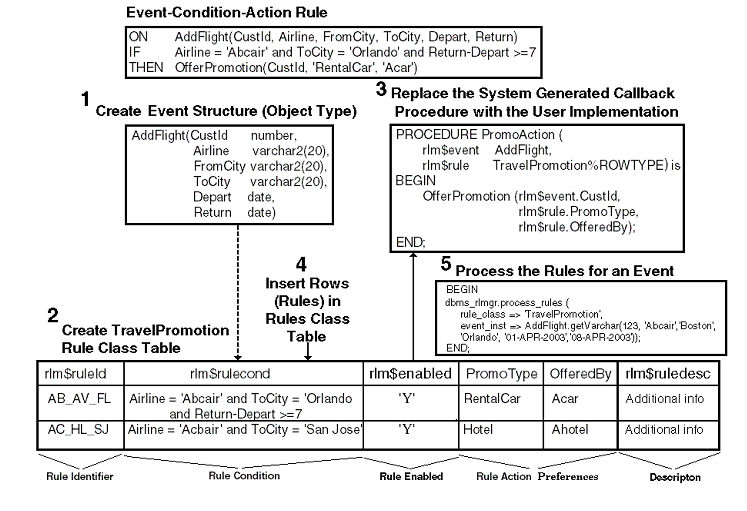 Event-Condition-Action Rule
ON AddFlight(CustId, Airline, FromCity, ToCity, Depart, Return)
IF Airline = 'Abcair' and ToCity = 'Orlando' and Return-Depart >=7
THEN OfferPromotion(CustId, 'RentalCar', 'Acar')
1 Create Event Structure (Object Type)
AddFlight(CustId number,
Airline varchar2(20),
FromCity varchar2(20),
ToCity varchar2(20),
Depart date,
Return date)
3 Replace the System Generated Callback
Procedure with the User Implementation
PROCEDURE PromoAction (
rlm$event AddFlight,
rlm$rule TravelPromotion%ROWTYPE) is
BEGIN
OfferPromotion (rlm$event.CustId,
rlm$rule.PromoType,
rlm$rule.OfferedBy);
END;
4
Insert Rows
(Rules) in
Rules Class
Table
5 Process the Rules for an Event
BEGIN
dbms_rlmgr.process_rules (
rule_class => 'TravelPromotion',
event_inst => AddFlight.getVarchar(123, 'Abcair','Boston',
'Orlando', '01-APR-2003','08-APR-2003'));
END;
2 Create TravelPromotion
Rule Class Table
rlm$ruleId rlm$rulecond rlm$enabled PromoType OfferedBy rlm$ruledesc
AB_AV_FL Airline = 'Abcair' and ToCity = 'Orlando 'Y' RentalCar Acar Additional info
and Return-Depart >=7
AC_HL_SJ Airline = 'Acbair' and ToCity = 'San Jose' 'Y' Hotel Ahotel Additional info
Rule Identifier Rule Condition Rule Enabled Rule Action Preferences Descripton